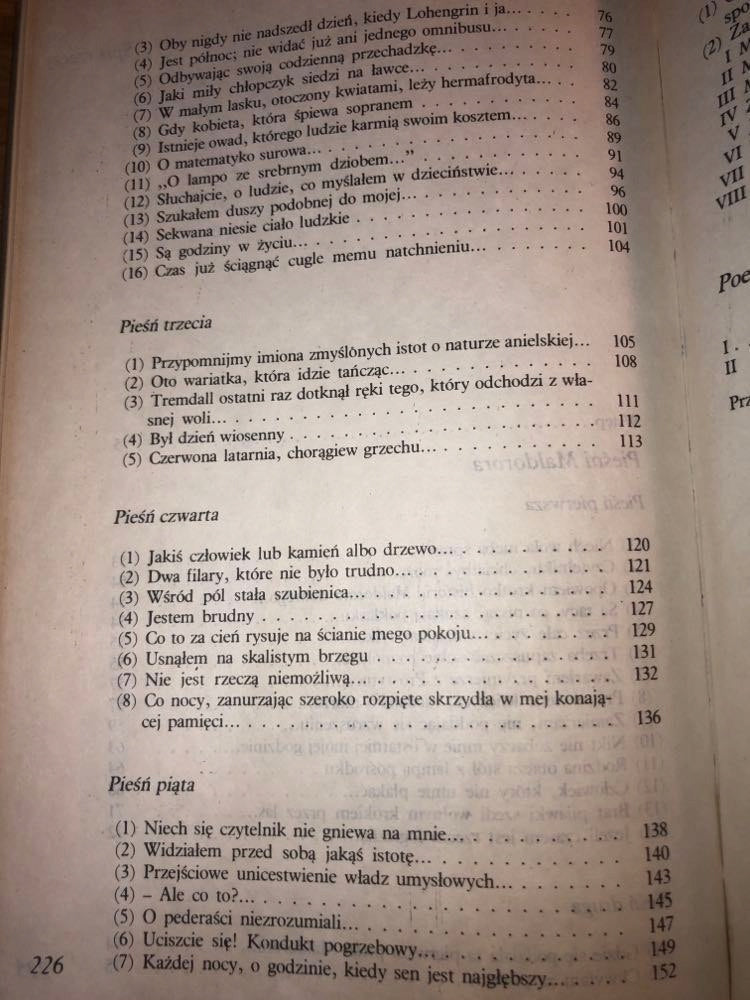 (3) Oby nigdy nie nadszedł dzień, kiedy Lohengrin i ja... . . . . 76
(4) Jest północ; nie widać już ani jednego omnibusu... . . . . . 77
(5) Odbywając swoją codzienną przechadzkę... . . . . . . . . 79
(6) Jaki miły chłopczyk siedzi na ławce... . . . . . . . . . . 80
(7) W małym lasku, otoczony kwiatami, leży hermafrodyta... . . . . 82
(8) Gdy kobieta, która śpiewa sopranem . . . . . . . . . . 84
(9) Istnieje owad, którego ludzie karmią swoim kosztem... . . . . . 86
(10) O matematyko surowa... . . . . . . . . . . . . . . 89
(11) „O lampo ze srebrnym dziobem...” . . . . . . . . . . 91
(12) Słuchajcie, o ludzie, co myślałem w dzieciństwie... . . . . . . 94
(13) Szukałem duszy podobnej do mojej... . . . . . . . . . . 96
(14) Sekwana niesie ciało ludzkie . . . . . . . . . . . . . 100
(15) Są godziny w życiu... . . . . . . . . . . . . . . . 101
(16) Czas już ściągnąć cugle memu natchnieniu... . . . . . . . 104
Pieśń trzecia
(1) Przypomnijmy imiona zmyślonych istot o naturze anielskiej... 105
(2) Oto wariatka, która idzie tańcząc... . . . . . . . . . . . 108
(3) Tremdall ostatni raz dotknął ręki tego, który odchodzi z wła-
snej woli... . . . . . . . . . . . . . . . . . . 111
(4) Był dzień wiosenny . . . . . . . . . . . . . . . . 112
(5) Czerwona latarnia, chorągiew grzechu... . . . . . . . . . 113
Pieśń czwarta
(1) Jakiś człowiek lub kamień albo drzewo... . . . . . . . . . 120
(2) Dwa filary, które nie było trudno... . . . . . . . . . . . 121
(3) Wśród pól stała szubienica... . . . . . . . . . . . . . 124
(4) Jestem brudny . . . . . . . . . . . . . . . . . . 127
(5) Co to za cień rysuje na ścianie mego pokoju... . . . . . . . 129
(6) Usnąłem na skalistym brzegu . . . . . . . . . . . . . 131
(7) Nie jest rzeczą niemożliwą... . . . . . . . . . . . . . 132
(8) Co nocy, zanurzając szeroko rozpięte skrzydła w mej konają-
cej pamięci... . . . . . . . . . . . . . . . . . . 136
Pieśń piąta
(1) Niech się czytelnik nie gniewa na mnie... . . . . . . . . . 138
(2) Widziałem przed sobą jakąś istotę... . . . . . . . . . . 140
(3) Przejściowe unicestwienie władz umysłowych... . . . . . . 143
(4) – Ale co to?... . . . . . . . . . . . . . . . . . . 145
(5) O pederaści niezrozumiali... . . . . . . . . . . . . . 147
(6) Uciszcie się! Kondukt pogrzebowy... . . . . . . . . . . 149
(7) Każdej nocy, o godzinie, kiedy sen jest najgłębszy... . . . . . 152
226
(1)
(2) Za
I M
II M
III
IV
V
VI
VII
VIII
Poe
I .
II
Prz